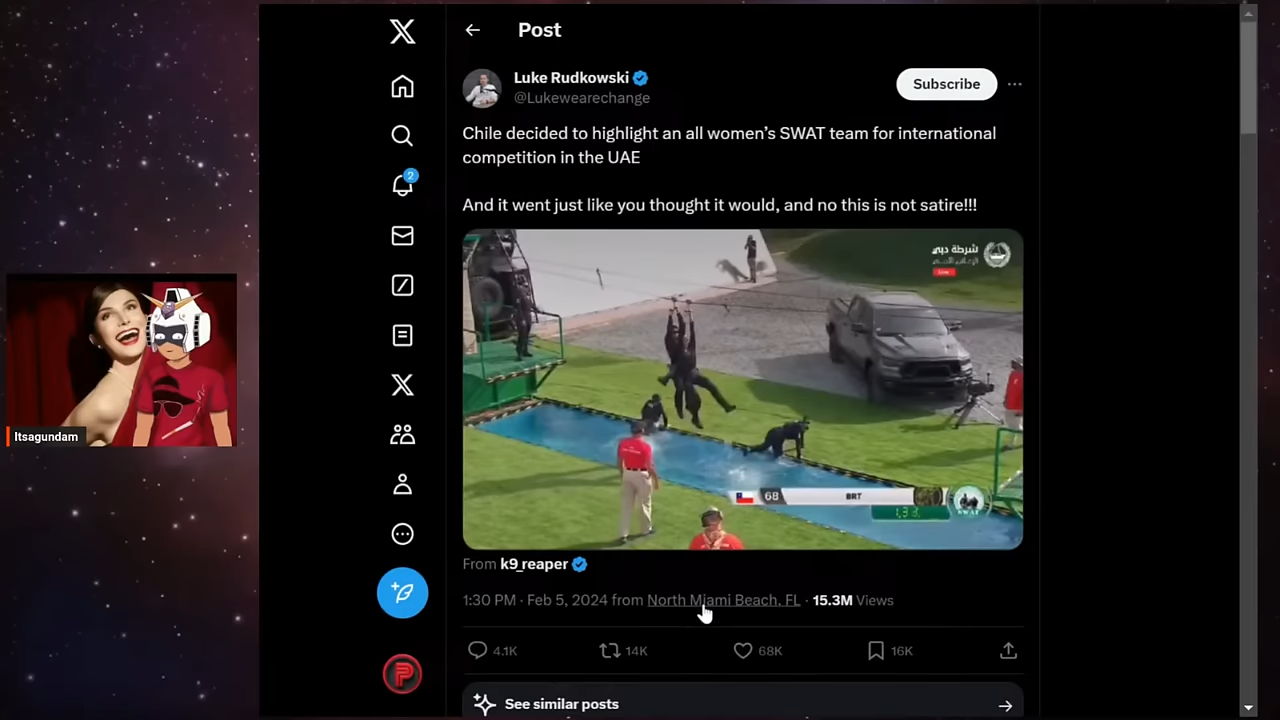 Post
Luke Rudkowski
@Lukewearechange
Subscribe
Chile decided to highlight an all women's SWAT team for international
competition in the UAE
And it went just like you thought it would, and no this is not satire!!!
شرطة دبي
Live
68 BRT
SWAT
From k9_reaper
1:30 PM · Feb 5, 2024 from North Miami Beach, FL · 15.3M Views
4.1K 14K 68K 16K
See similar posts
2
Itsagundam